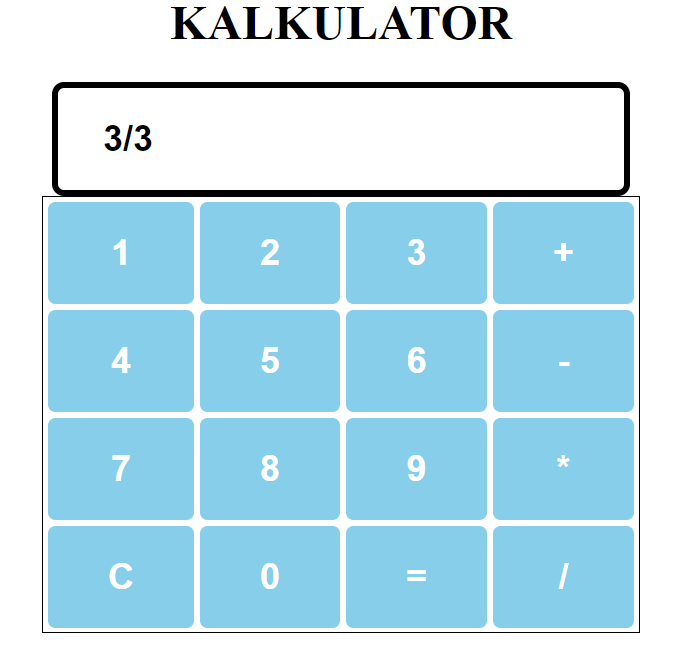 KALKULATOR
3/3
1 2 3 +
4 5 6 -
7 8 9 *
C 0 = /